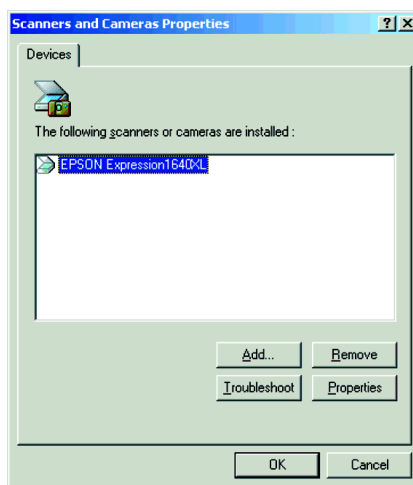 Scanners and Cameras Properties ? X
Devices
The following scanners or cameras are installed :
EPSON Expression1640XL
Add... Remove
Troubleshoot Properties
OK Cancel